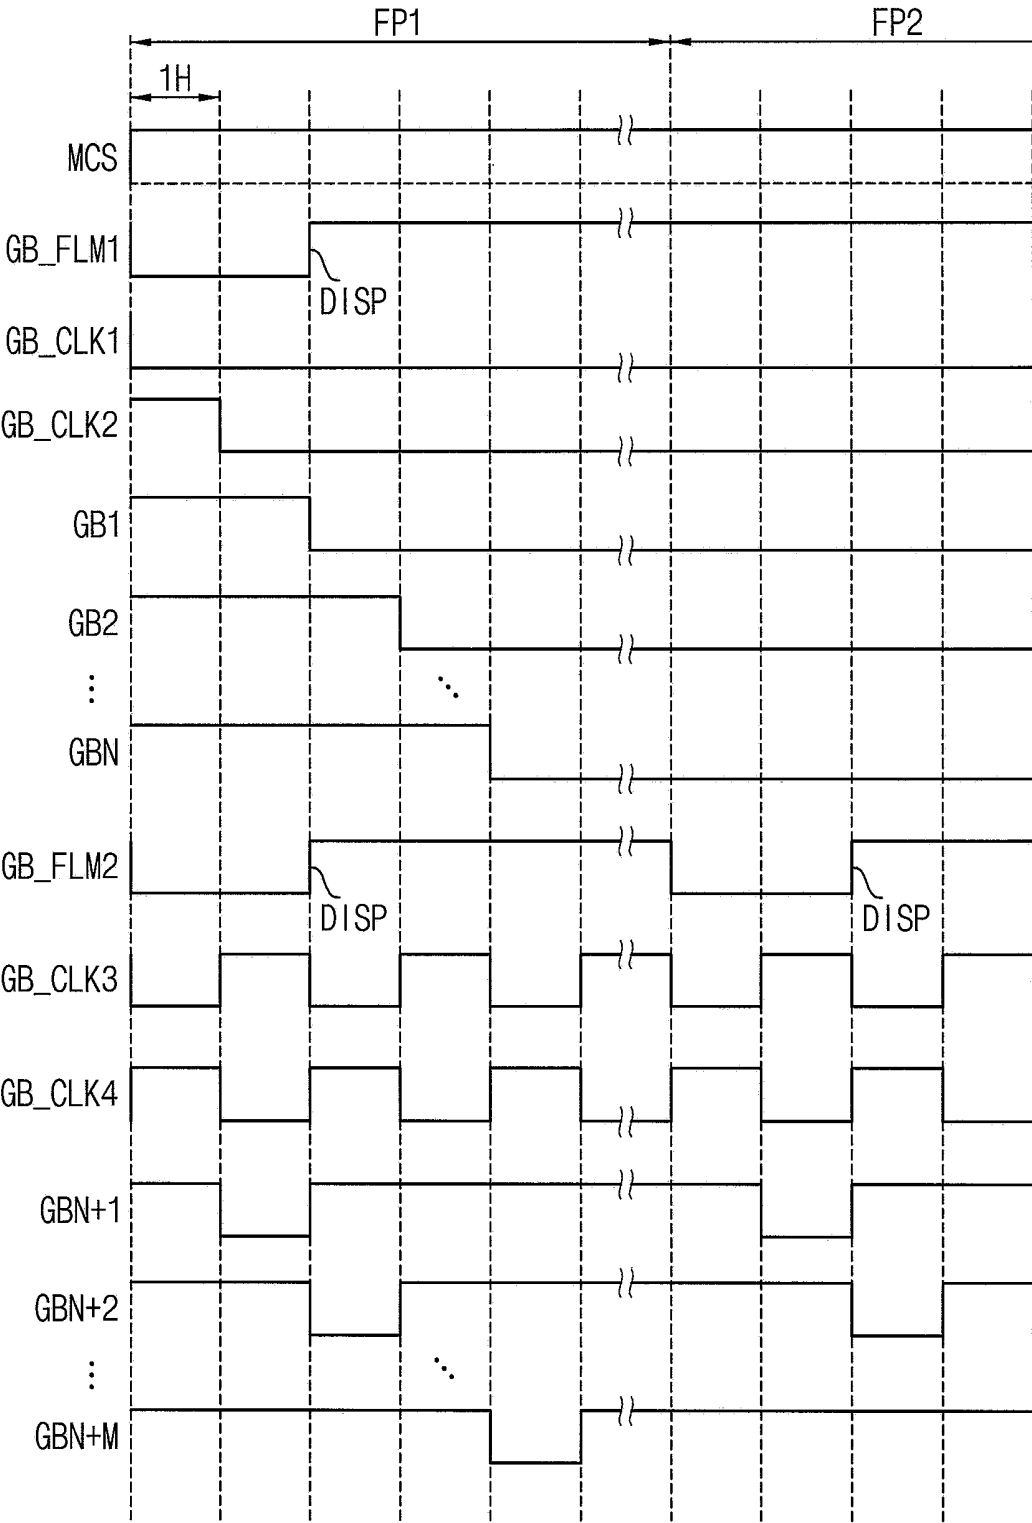 FP1 FP2
1H
MCS
GB_FLM1
DISP
GB_CLK1
GB_CLK2
GB1
GB2
⋮
GBN
GB_FLM2
DISP DISP
GB_CLK3
GB_CLK4
GBN+1
GBN+2
⋮
GBN+M